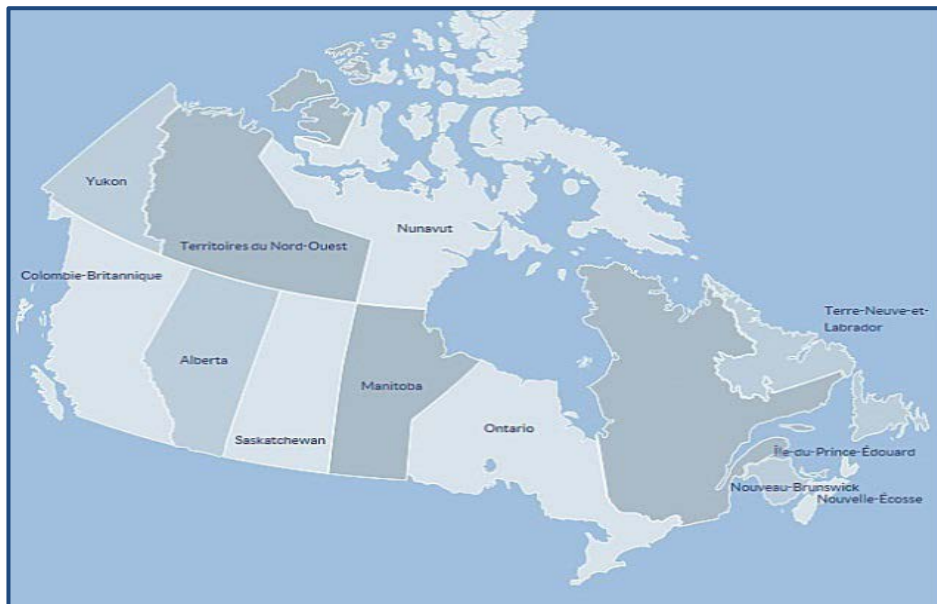 Yukon
Nunavut
Territoires du Nord-Ouest
Colombie-Britannique
Terre-Neuve-et-
Labrador
Alberta
Manitoba
Ontario
Saskatchewan
Île-du-Prince-Édouard
Nouveau-Brunswick
Nouvelle-Écosse